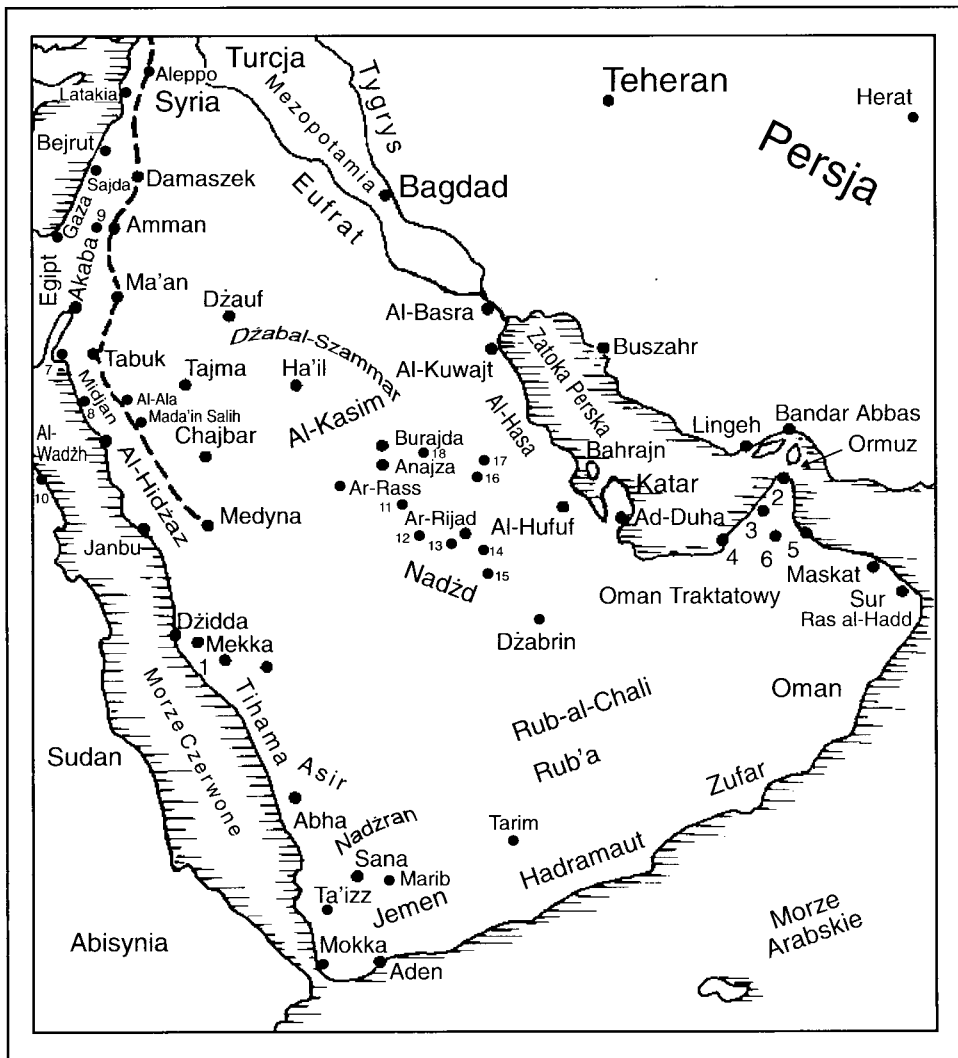 Turcja
Tygrys
Aleppo
Teheran
Latakia
Syria
Mezopotamia
Herat
Persja
Bejrut
Sajda
Damaszek
Bagdad
Eufrat
Gaza
9
Amman
Egipt
Akaba
Ma'an
Dżauf
Al-Basra
Zatoka Perska
Dżabal-Szammar
Tabuk
Tajma
Ha'il
Al-Kuwajt
Buszahr
7
Midjan
8
Al-Ala
Mada'in Salih
Al-Kasim
Al-Hasa
Lingeh
Bandar Abbas
Al-
Wadżh
Chajbar
Burajda
18
Ormuz
Al-Hidżaz
Anajza
17
Bahrajn
10
16
Katar
Ar-Rass
2
11
Medyna
Ar-Rijad
Al-Hufuf
Ad-Duha
3
Janbu
12
13
14
4
6
5
Nadżd
15
Maskat
Oman Traktatowy
Sur
Ras al-Hadd
Dżidda
Mekka
1
Dżabrin
Tihama
Morze Czerwone
Oman
Rub-al-Chali
Sudan
Asir
Rub'a
Zufar
Abha
Nadżran
Tarim
Sana
Marib
Hadramaut
Ta'izz
Jemen
Morze
Arabskie
Abisynia
Mokka
Aden